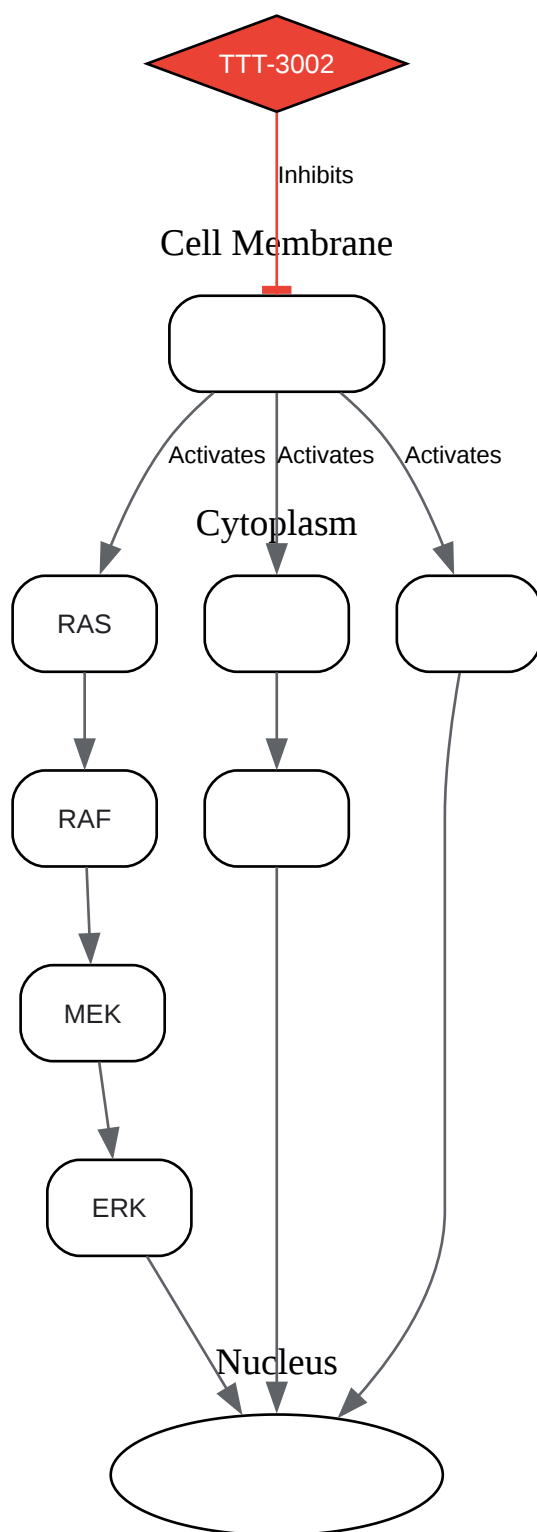 TTT-3002
Inhibits
Cell Membrane
Activates
Activates
Activates
Cytoplasm
RAS
RAF
MEK
ERK
Nucleus